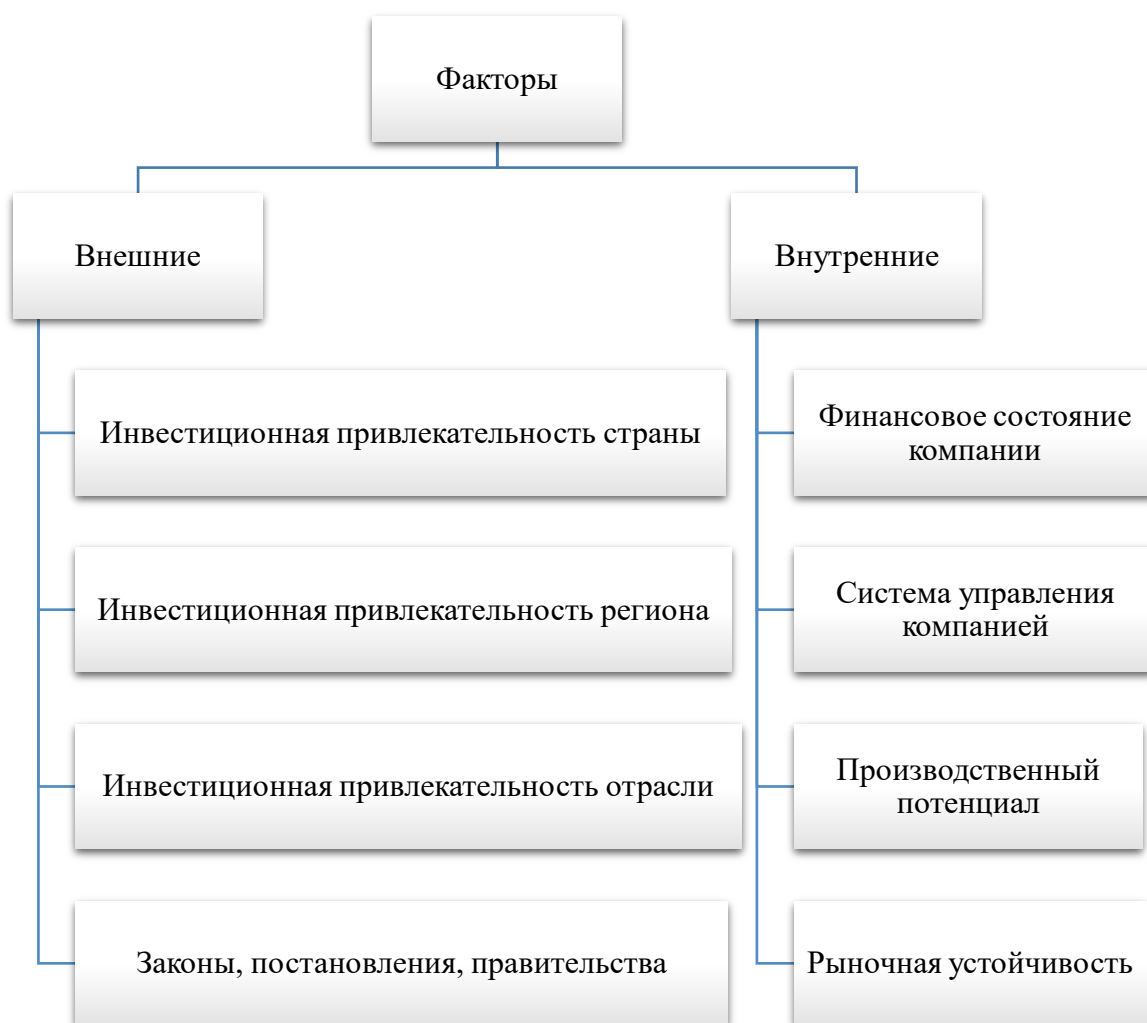 Факторы
Внешние
Внутренние
Инвестиционная привлекательность страны
Инвестиционная привлекательность региона
Инвестиционная привлекательность отрасли
Законы, постановления, правительства
Финансовое состояние
компании
Система управления
компанией
Производственный
потенциал
Рыночная устойчивость